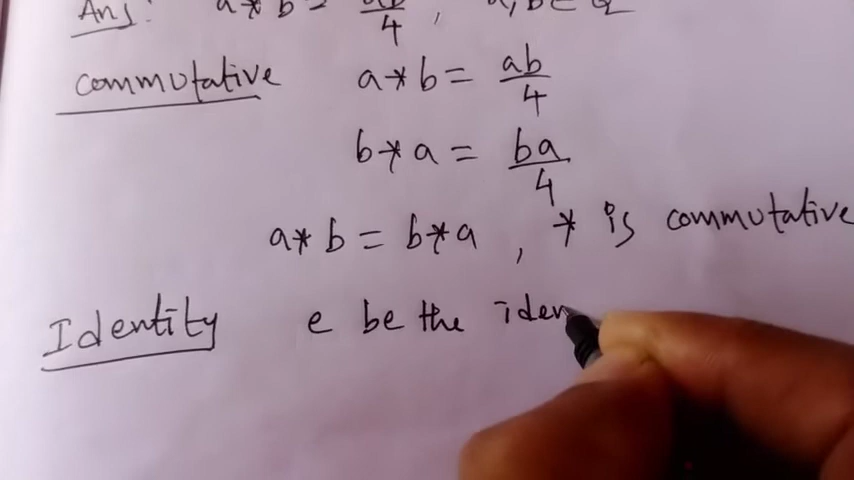 Ans: a * b = ab/4, a, b ∈ Q
commutative a * b = ab/4
b * a = ba/4
a * b = b * a , * is commutative
Identity e be the iden